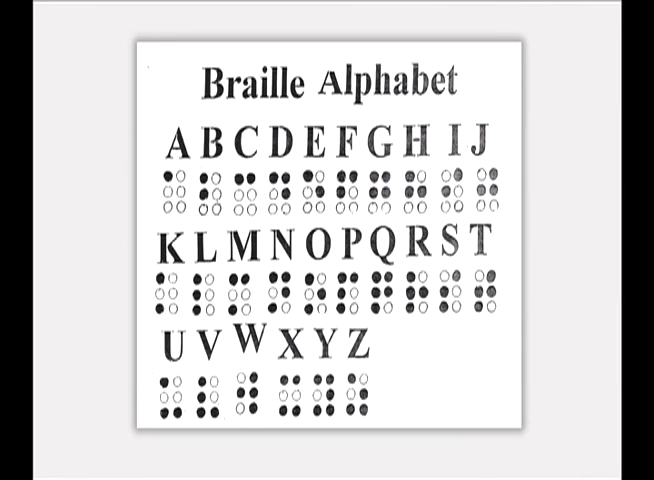 Braille Alphabet
A B C D E F G H I J
K L M N O P Q R S T
U V W X Y Z